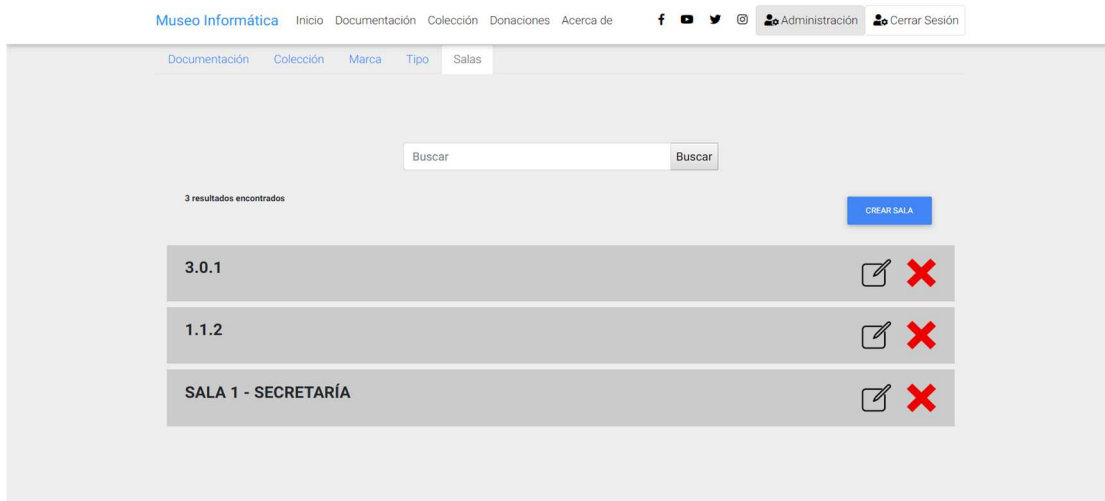 Museo Informática Inicio Documentación Colección Donaciones Acerca de Administración Cerrar Sesión
Documentación Colección Marca Tipo Salas
Buscar Buscar
3 resultados encontrados
CREAR SALA
3.0.1
1.1.2
SALA 1 - SECRETARÍA